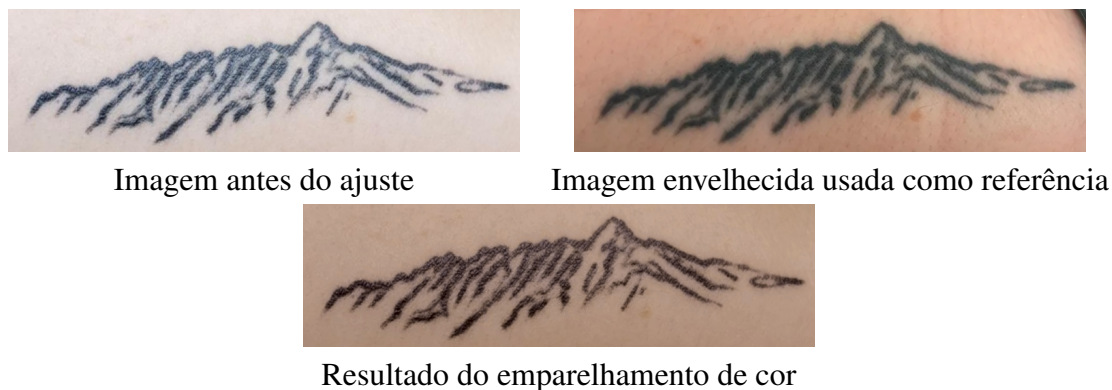 Imagem antes do ajuste
Imagem envelhecida usada como referência
Resultado do emparelhamento de cor